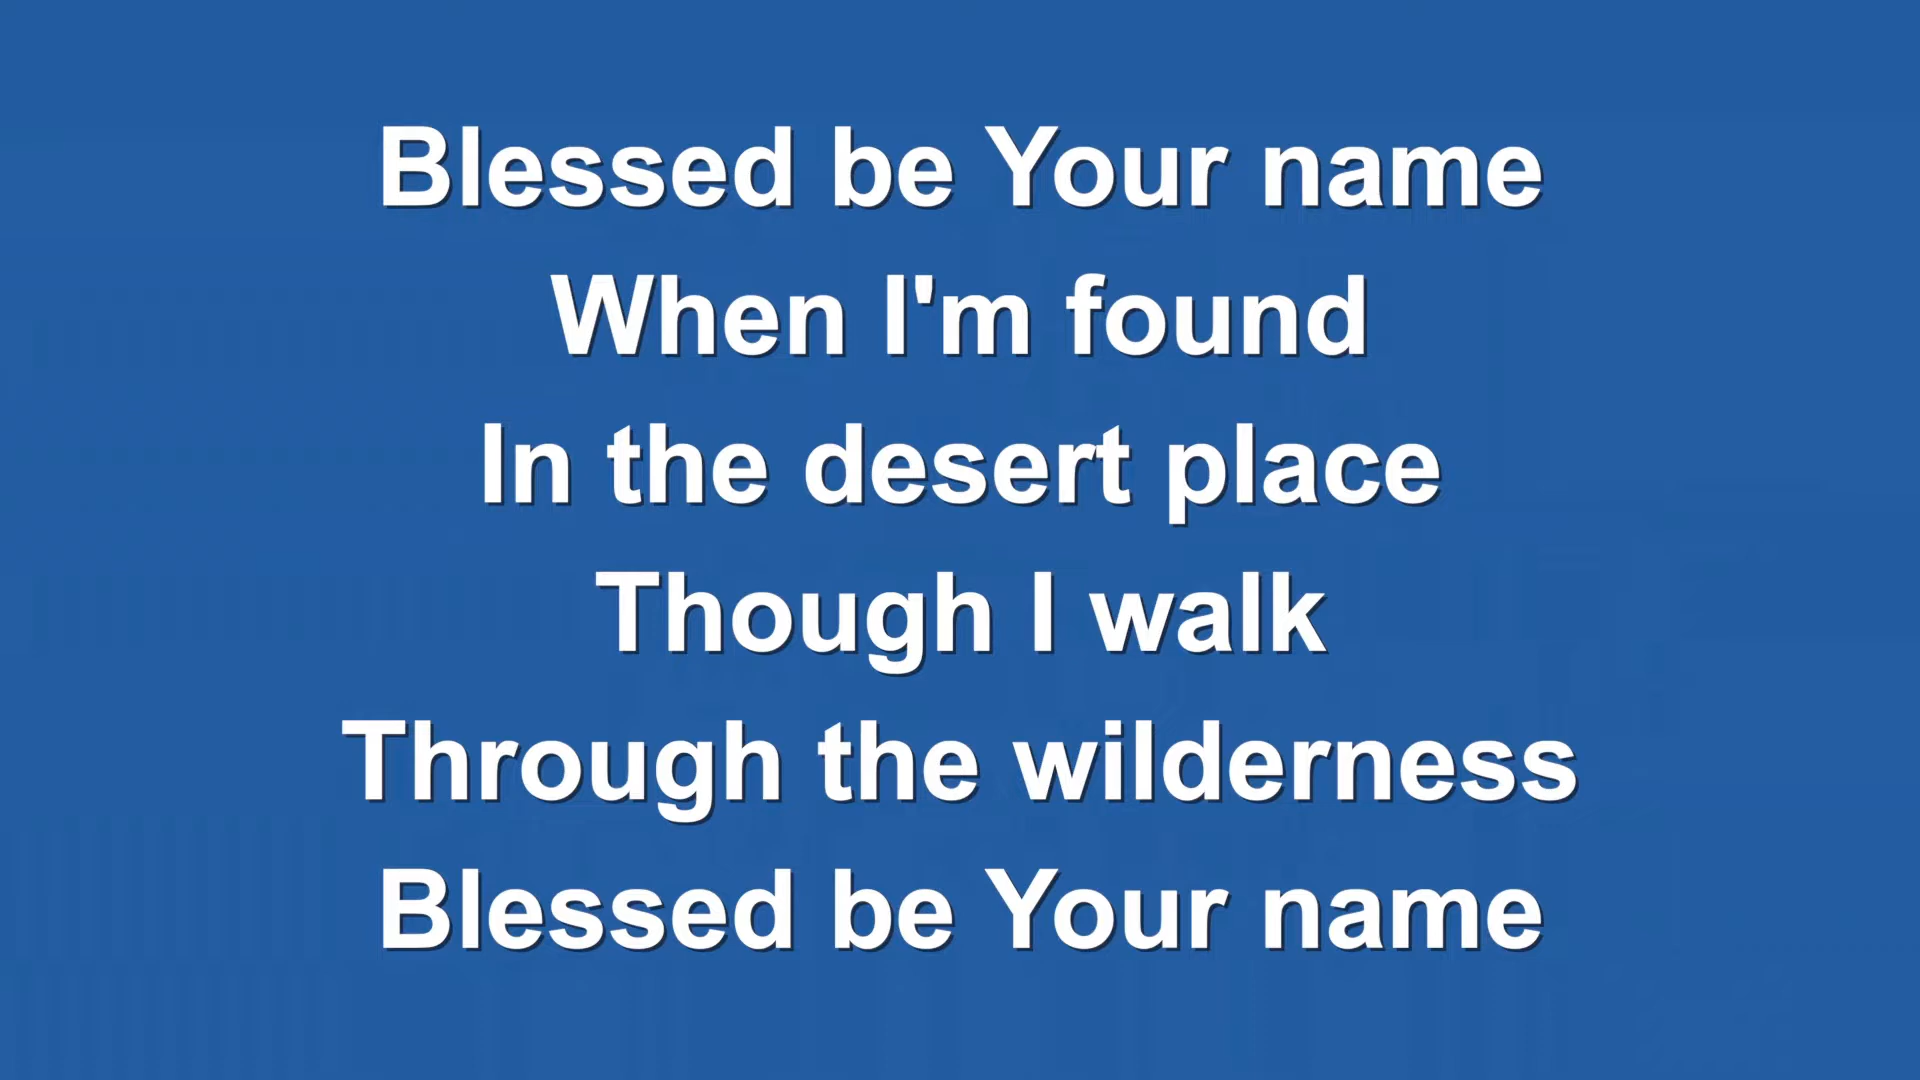 Blessed be Your name
When I'm found
In the desert place
Though I walk
Through the wilderness
Blessed be Your name